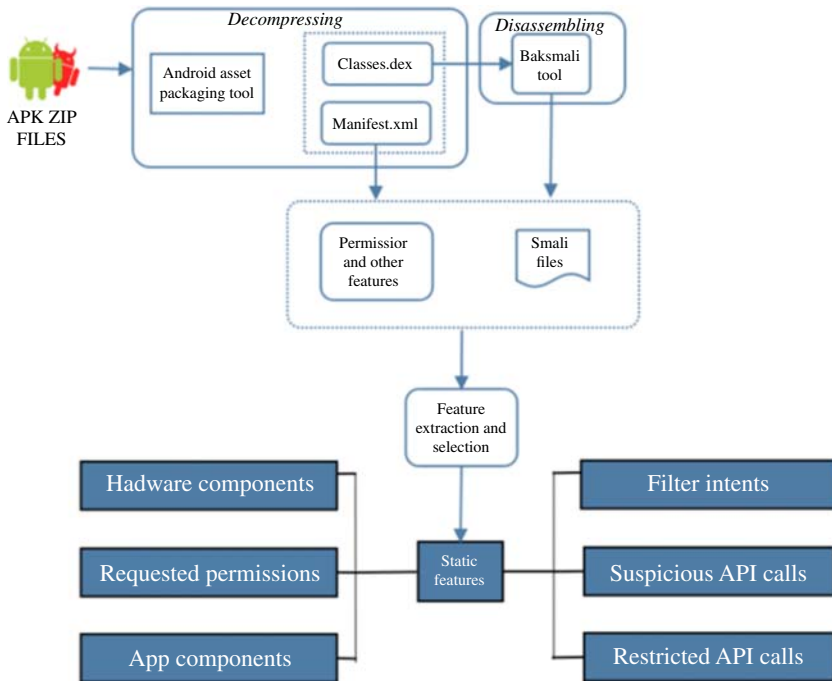 Decompressing
Disassembling
APK ZIP
FILES
Android asset
packaging tool
Classes.dex
Manifest.xml
Baksmali
tool
Permissior
and other
features
Smali
files
Feature
extraction and
selection
Hadware components
Requested permissions
App components
Static
features
Filter intents
Suspicious API calls
Restricted API calls